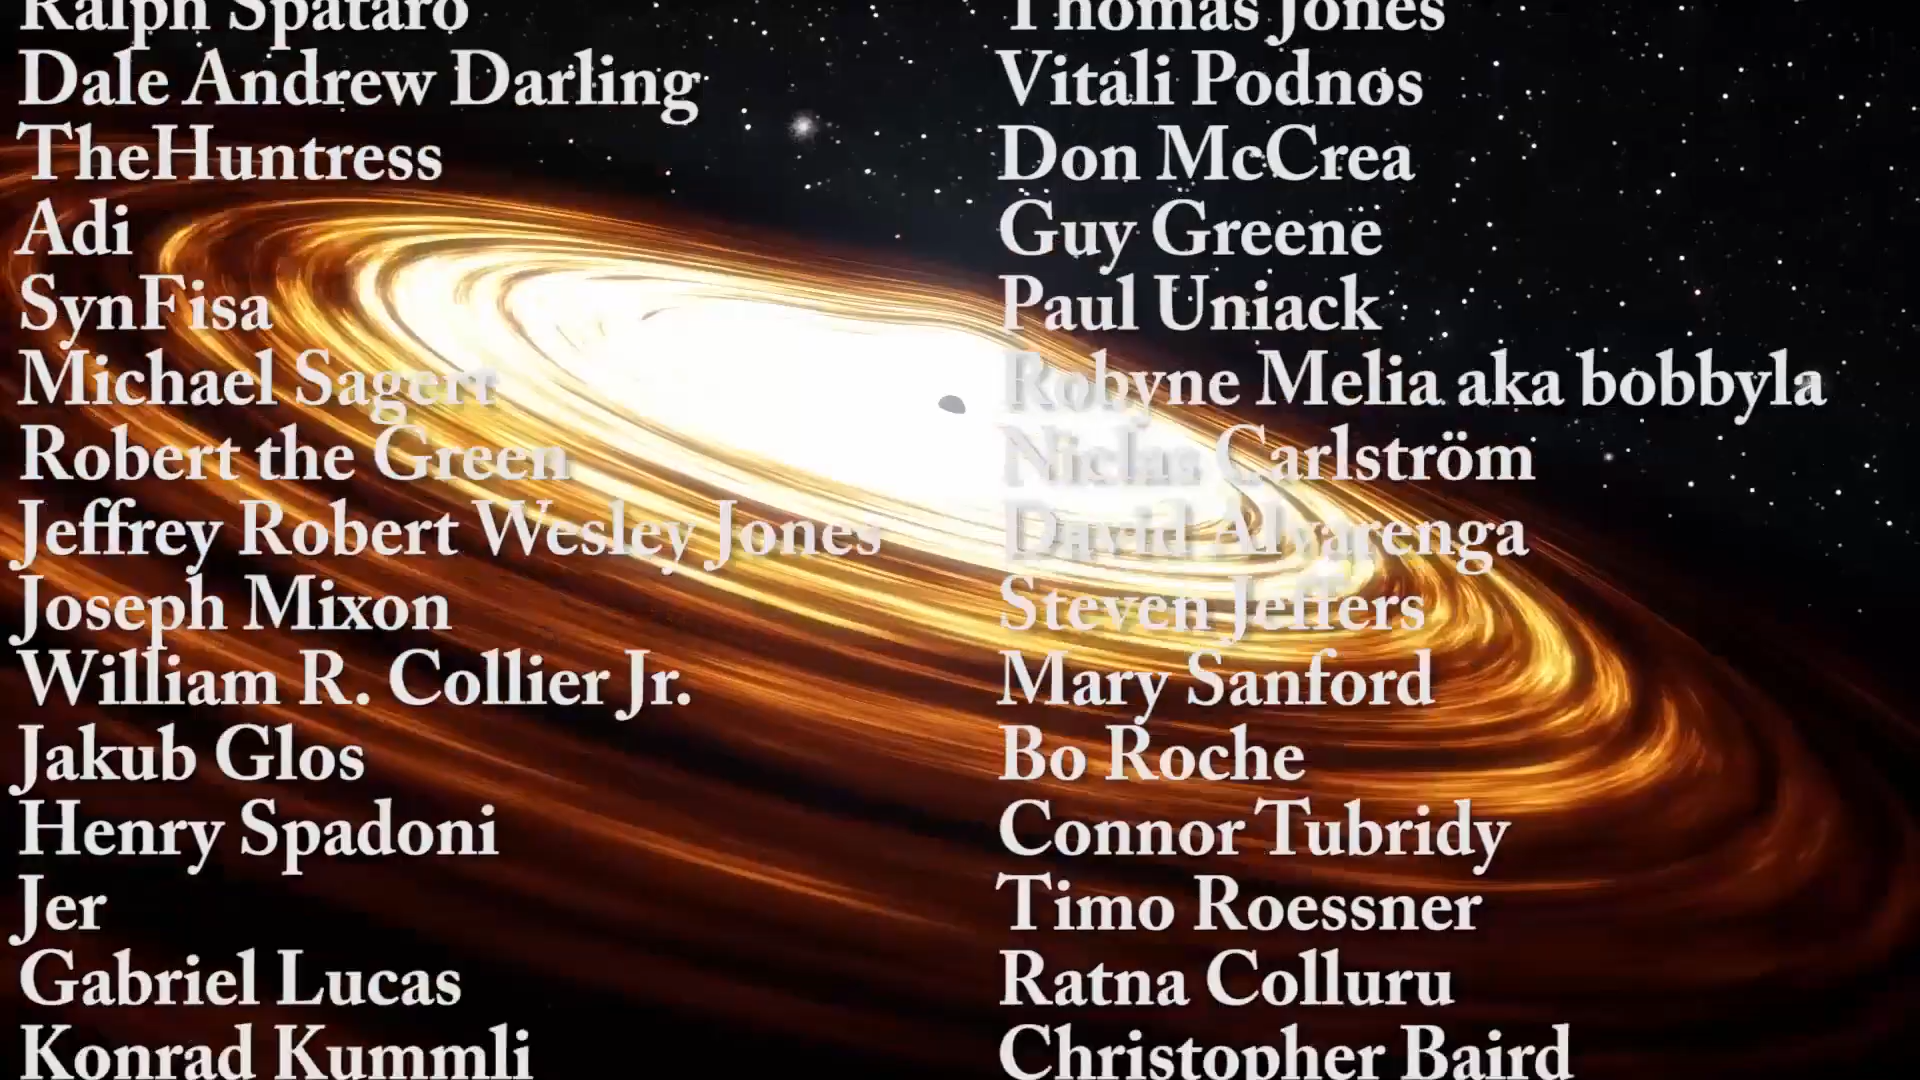 Ralph Spataro
Dale Andrew Darling
TheHuntress
Adi
SynFisa
Michael Sagert
Robert the Green
Jeffrey Robert Wesley Jones
Joseph Mixon
William R. Collier Jr.
Jakub Glos
Henry Spadoni
Jer
Gabriel Lucas
Konrad Kummli
Thomas Jones
Vitali Podnos
Don McCrea
Guy Greene
Paul Uniack
Robyne Melia aka bobbyla
Niclas Carlström
David Alvarenga
Steven Jeffers
Mary Sanford
Bo Roche
Connor Tubridy
Timo Roessner
Ratna Colluru
Christopher Baird